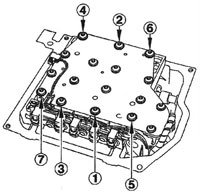 ④ ② ⑥
⑦ ③ ① ⑤